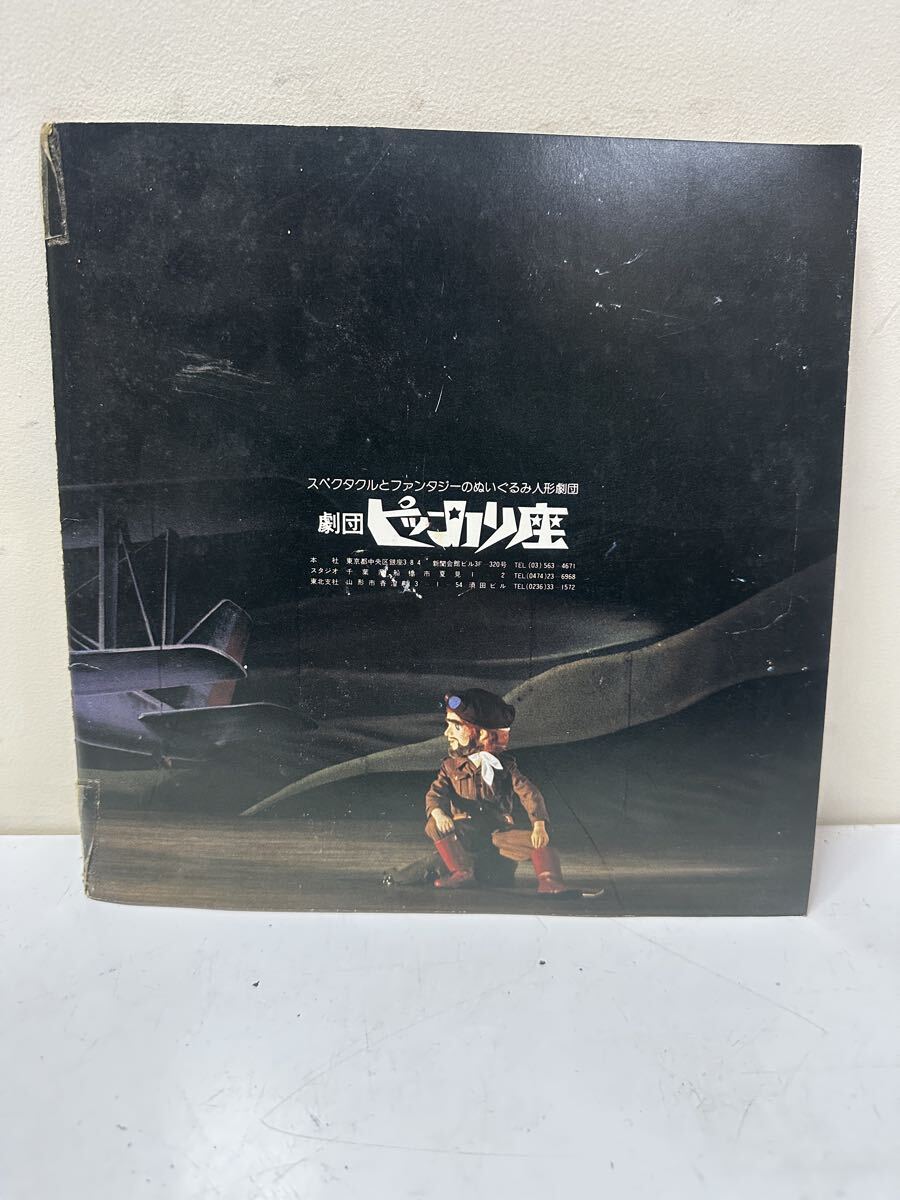 スペクタクルとファンタジーのぬいぐるみ人形劇団
劇団 ピッカリ座
本 社 東京都中央区銀座3 8 4 新聞会館ビル3F 320号 TEL (03) 563 4671
スタジオ 千葉県船橋市夏見1 2 TEL(0474)23 6968
東北支社 山形市香澄町3 - 1 - 54 須田ビル TEL(0236)33 1572